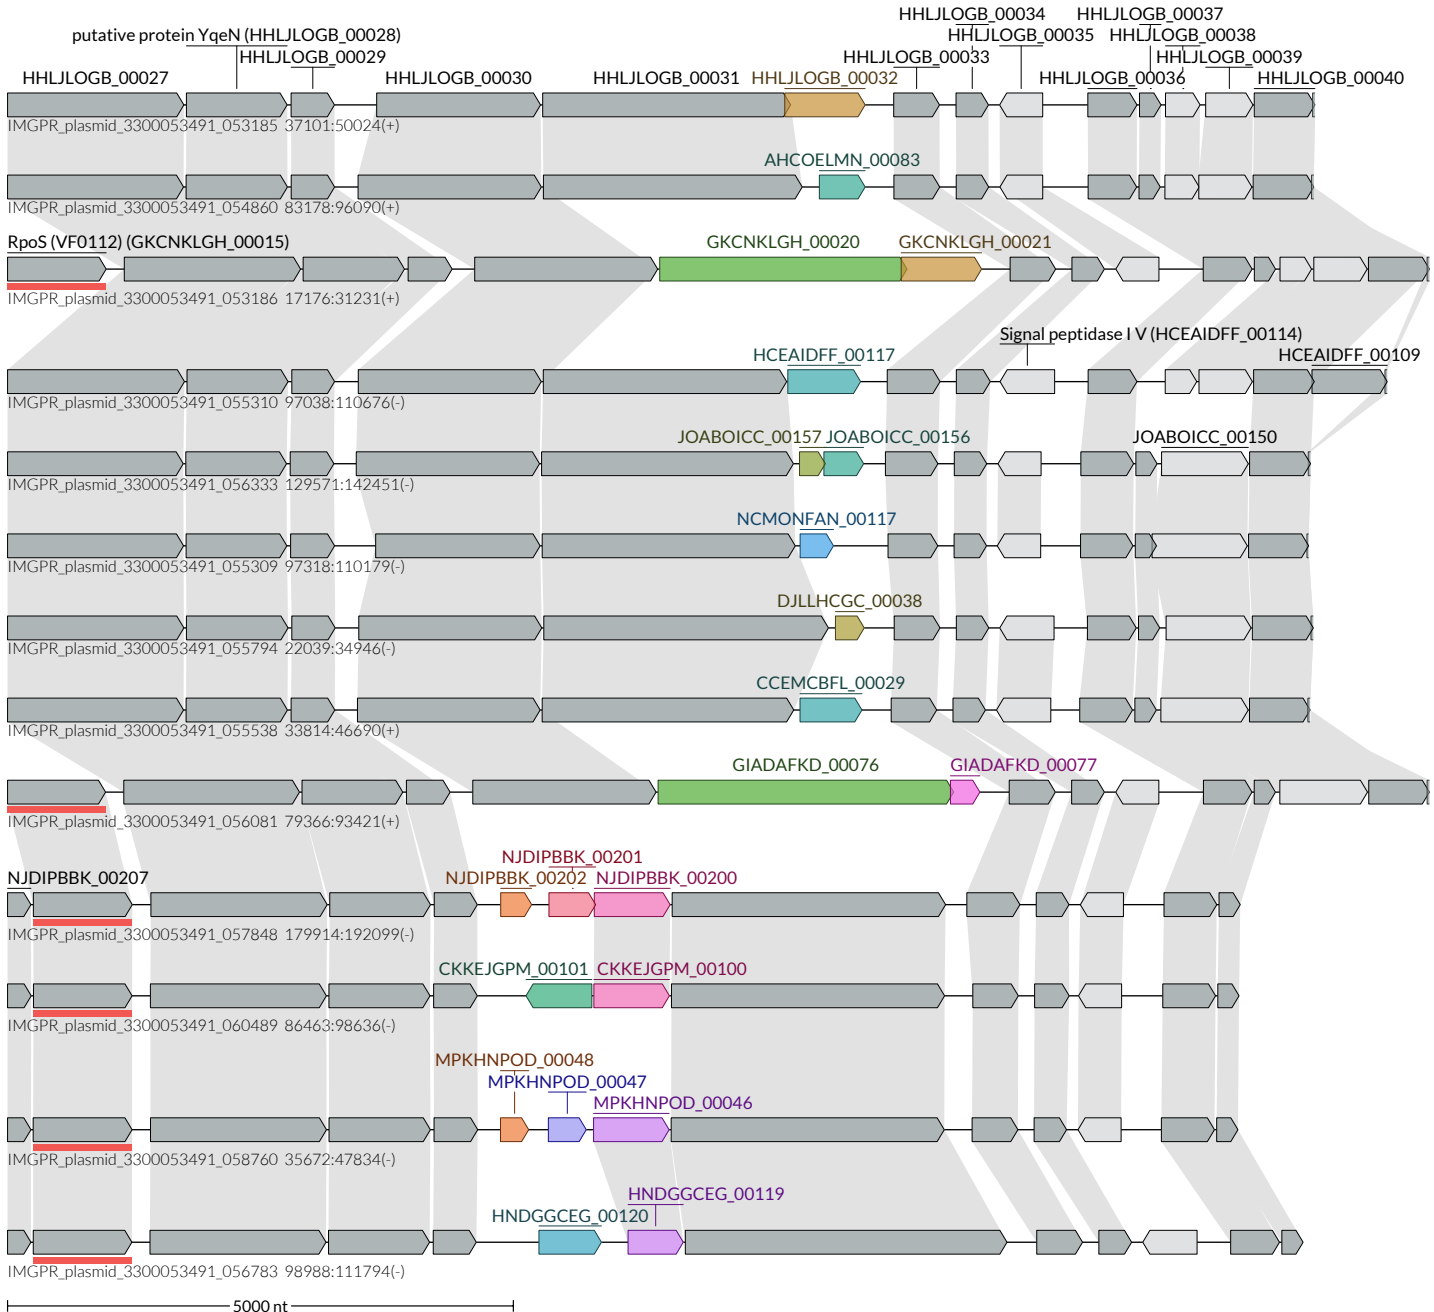 HHLJLOGB_00034 HHLJLOGB_00037
putative protein YqeN (HHLJLOGB_00028) HHLJLOGB_00035 HHLJLOGB_00038
HHLJLOGB_00029 HHLJLOGB_00033 HHLJLOGB_00039
HHLJLOGB_00027 HHLJLOGB_00030 HHLJLOGB_00031 HHLJLOGB_00032 HHLJLOGB_00036 HHLJLOGB_00040
IMGPR_plasmid_3300053491_053185 37101:50024(+)
AHCOELMN_00083
IMGPR_plasmid_3300053491_054860 83178:96090(+)
RpoS (VF0112) (GKCNKLGH_00015) GKCNKLGH_00020 GKCNKLGH_00021
IMGPR_plasmid_3300053491_053186 17176:31231(+)
Signal peptidase I V (HCEAIDFF_00114)
HCEAIDFF_00117 HCEAIDFF_00109
IMGPR_plasmid_3300053491_055310 97038:110676(-)
JOABOICC_00157 JOABOICC_00156 JOABOICC_00150
IMGPR_plasmid_3300053491_056333 129571:142451(-)
NCMONFAN_00117
IMGPR_plasmid_3300053491_055309 97318:110179(-)
DJLLHCGC_00038
IMGPR_plasmid_3300053491_055794 22039:34946(-)
CCEMCBFL_00029
IMGPR_plasmid_3300053491_055538 33814:46690(+)
GIADAFKD_00076 GIADAFKD_00077
IMGPR_plasmid_3300053491_056081 79366:93421(+)
NJDIPBBK_00201
NJDIPBBK_00207 NJDIPBBK_00202 NJDIPBBK_00200
IMGPR_plasmid_3300053491_057848 179914:192099(-)
CKKEJGPM_00101 CKKEJGPM_00100
IMGPR_plasmid_3300053491_060489 86463:98636(-)
MPKHNPOD_00048
MPKHNPOD_00047
MPKHNPOD_00046
IMGPR_plasmid_3300053491_058760 35672:47834(-)
HNDGGCEG_00119
HNDGGCEG_00120
IMGPR_plasmid_3300053491_056783 98988:111794(-)
5000 nt